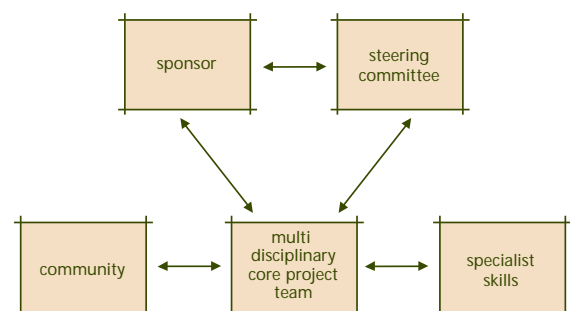 sponsor
steering
committee
community
multi
disciplinary
core project
team
specialist
skills